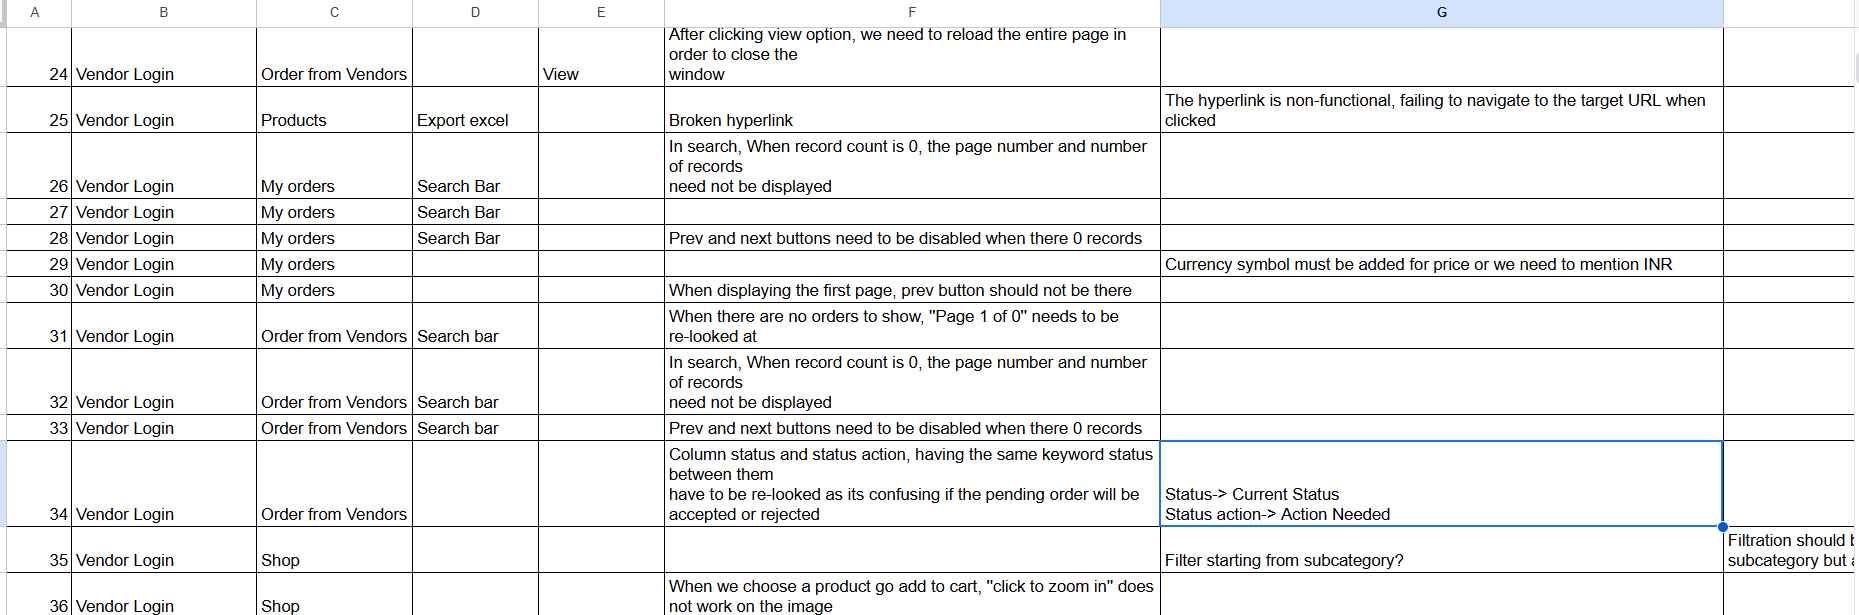 A B C D E F G
After clicking view option, we need to reload the entire page in
order to close the
24 Vendor Login Order from Vendors View window
The hyperlink is non-functional, failing to navigate to the target URL when
25 Vendor Login Products Export excel Broken hyperlink clicked
In search, When record count is 0, the page number and number
of records
26 Vendor Login My orders Search Bar need not be displayed
27 Vendor Login My orders Search Bar
28 Vendor Login My orders Search Bar Prev and next buttons need to be disabled when there 0 records
29 Vendor Login My orders Currency symbol must be added for price or we need to mention INR
30 Vendor Login My orders When displaying the first page, prev button should not be there
When there are no orders to show, "Page 1 of 0" needs to be
31 Vendor Login Order from Vendors Search bar re-looked at
In search, When record count is 0, the page number and number
of records
32 Vendor Login Order from Vendors Search bar need not be displayed
33 Vendor Login Order from Vendors Search bar Prev and next buttons need to be disabled when there 0 records
Column status and status action, having the same keyword status
between them
have to be re-looked as its confusing if the pending order will be Status-> Current Status
34 Vendor Login Order from Vendors accepted or rejected Status action-> Action Needed
Filtration should
35 Vendor Login Shop Filter starting from subcategory? subcategory but
When we choose a product go add to cart, "click to zoom in" does
36 Vendor Login Shop not work on the image